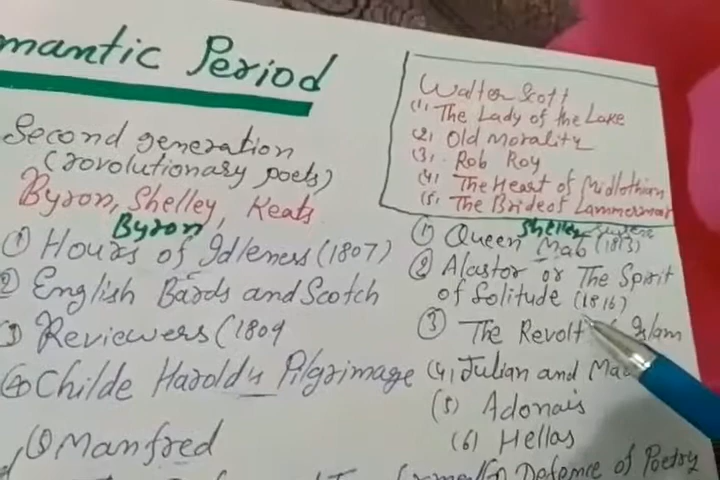 mantic Period
Second generation
(rovolutionary poets)
Byron, Shelley, Keats
Byron
① Hours of Idleness (1807)
② English Bards and Scotch
③ Reviewers (1809
④ Childe Harolds Pilgrimage
(5) Manfred
Walter Scott
(1) The Lady of the Lake
(2) Old Morality
(3) Rob Roy
(4) The Heart of Midlothian
(5) The Bride of Lammermoor
Shelley
① Queen Mab (1813)
② Alastor or The Spirit
of Solitude (1816)
③ The Revolt Islam
(4) Julian and
(5) Adonais
(6) Hellas
Defence of Poetry